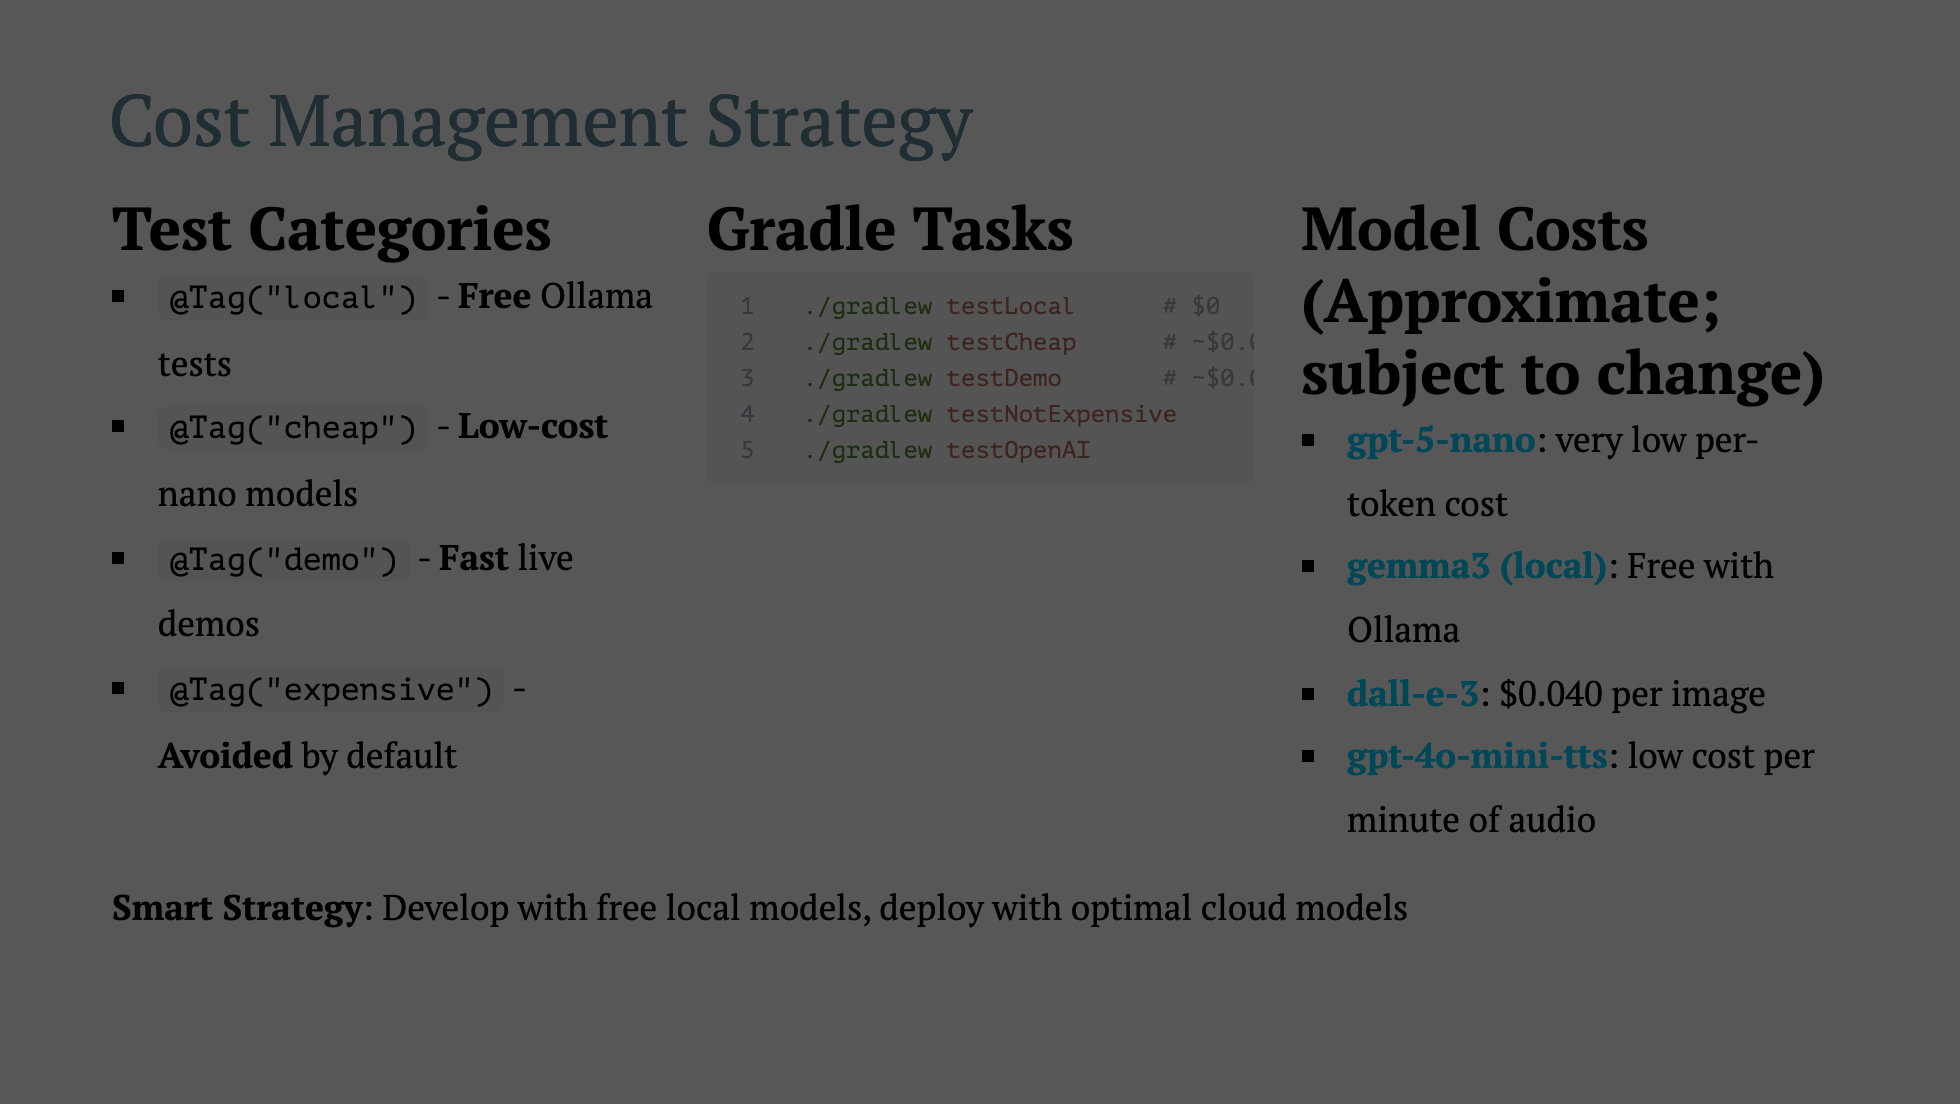 Cost Management Strategy
Test Categories
@Tag("local") - Free Ollama
tests
@Tag("cheap") - Low-cost
nano models
@Tag("demo") - Fast live
demos
@Tag("expensive") -
Avoided by default
Gradle Tasks
1 ./gradlew testLocal # $0
2 ./gradlew testCheap # ~$0.0
3 ./gradlew testDemo # ~$0.0
4 ./gradlew testNotExpensive
5 ./gradlew testOpenAI
Model Costs
(Approximate;
subject to change)
gpt-5-nano: very low per-
token cost
gemma3 (local): Free with
Ollama
dall-e-3: $0.040 per image
gpt-4o-mini-tts: low cost per
minute of audio
Smart Strategy: Develop with free local models, deploy with optimal cloud models